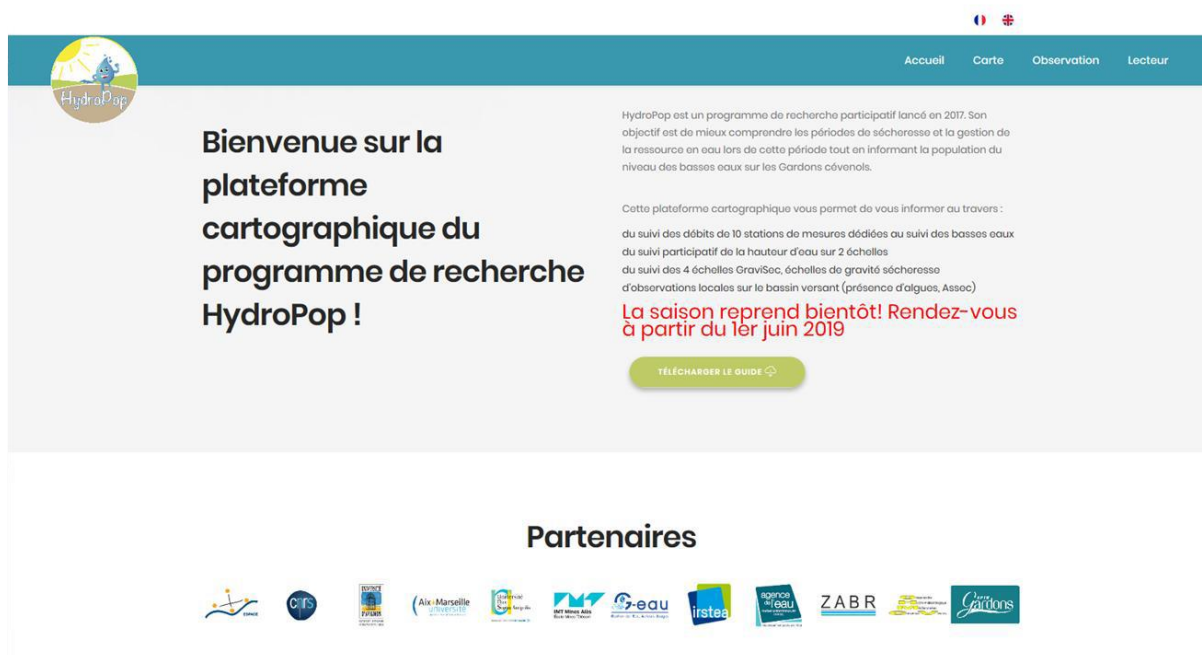 Accueil Carte Observation Lecteur
HydroPop
Bienvenue sur la
plateforme
cartographique du
programme de recherche
HydroPop !
HydroPop est un programme de recherche participatif lancé en 2017. Son
objectif est de mieux comprendre les périodes de sécheresse et la gestion de
la ressource en eau lors de cette période tout en informant la population du
niveau des basses eaux sur les Gardons cévenols.
Cette plateforme cartographique vous permet de vous informer au travers :
du suivi des débits de 10 stations de mesures dédiées au suivi des basses eaux
du suivi participatif de la hauteur d'eau sur 2 échelles
du suivi des 4 échelles GraviSec, échelles de gravité sécheresse
d'observations locales sur le bassin versant (présence d'algues, Assec)
La saison reprend bientôt! Rendez-vous
à partir du 1er juin 2019
TÉLÉCHARGER LE GUIDE
Partenaires
ESPACE
cnrs
Aix*Marseille
université
IMT Mines Alès
G-eau
irstea
agence
de l'eau
ZABR
Gardons